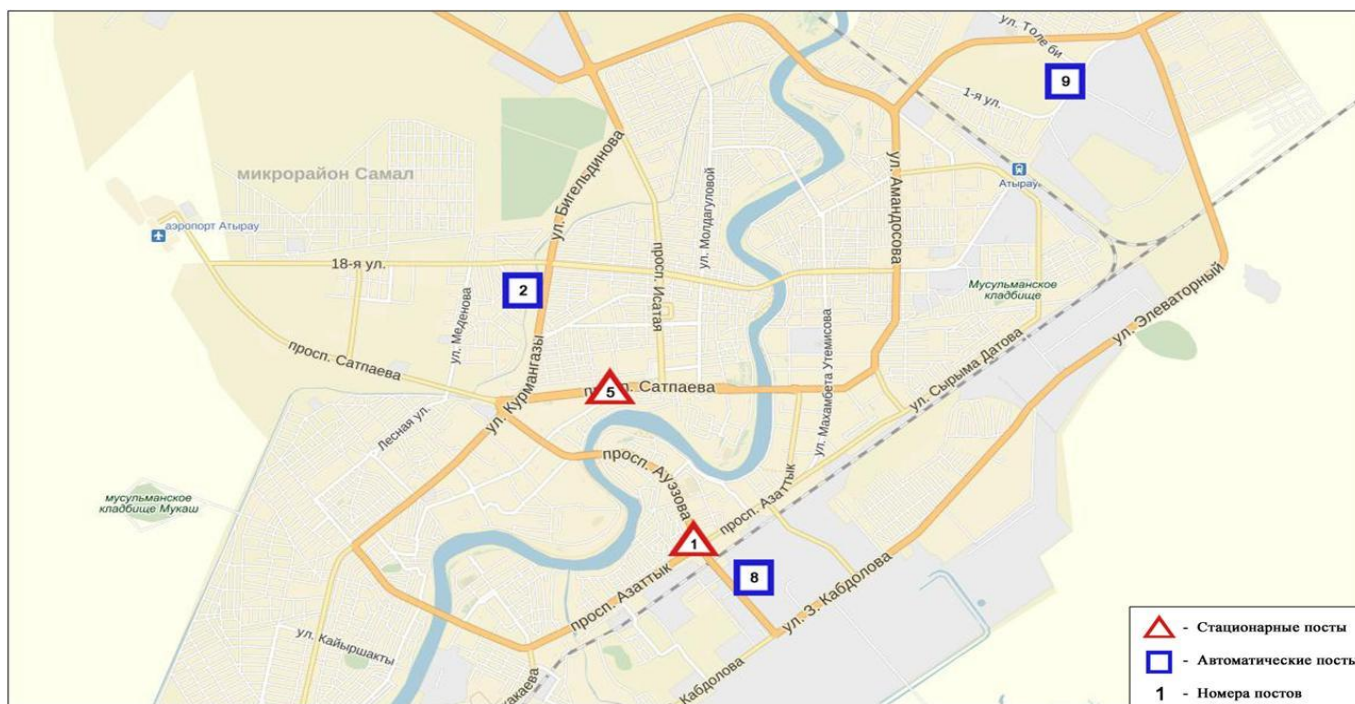 ул. Толе би
9
1-я ул.
Атырау
микрорайон Самал
ул. Бигельдинова
ул. Молдагуловой
ул. Амандосова
аэропорт Атырау
18-я ул.
просп. Исатая
Мусульманское
кладбище
2
ул. Элеваторный
ул. Меденова
просп. Сатпаева
ул. Курмангазы
ул. Махамбета Утемисова
ул. Сырыма Датова
5
п. Сатпаева
Лесная ул.
просп. Ауэзова
просп. Азаттык
мусульманское
кладбище Мукаш
1
8
просп. Азаттык
ул. З. Кабдолова
ул. Кайыршакты
Кабдолова
- Стационарные посты
- Автоматические посты
1 - Номера постов